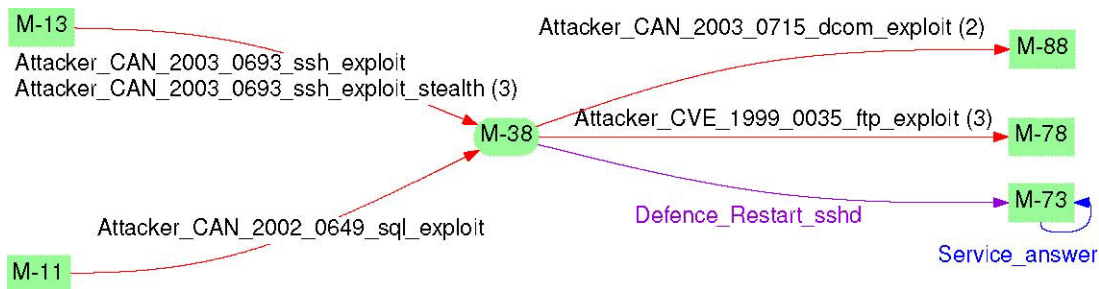 M-13
Attacker_CAN_2003_0693_ssh_exploit
Attacker_CAN_2003_0693_ssh_exploit_stealth (3)
M-38
Attacker_CAN_2002_0649_sql_exploit
M-11
Attacker_CAN_2003_0715_dcom_exploit (2)
M-88
Attacker_CVE_1999_0035_ftp_exploit (3)
M-78
Defence_Restart_sshd
M-73
Service_answer